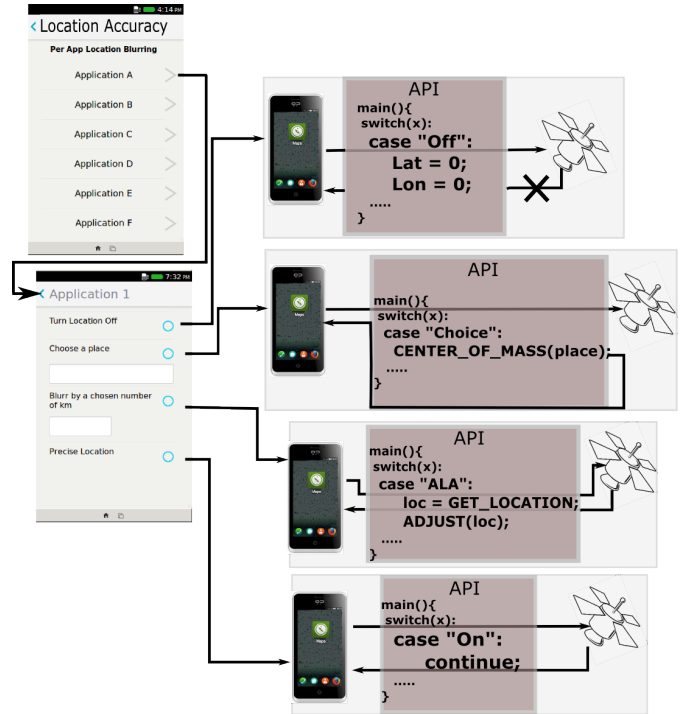 4:14 PM
Location Accuracy
Per App Location Blurring
Application A
Application B
Application C
Application D
Application E
Application F
7:32 PM
Application 1
Turn Location Off
Choose a place
Blurr by a chosen number
of km
Precise Location
API
main(){
switch(x):
case "Off":
Lat = 0;
Lon = 0;
.....
}
Maps
API
main(){
switch(x):
case "Choice":
CENTER_OF_MASS(place);
.....
}
Maps
API
main(){
switch(x):
case "ALA":
loc = GET_LOCATION;
ADJUST(loc);
.....
}
Maps
API
main(){
switch(x):
case "On":
continue;
.....
}
Maps